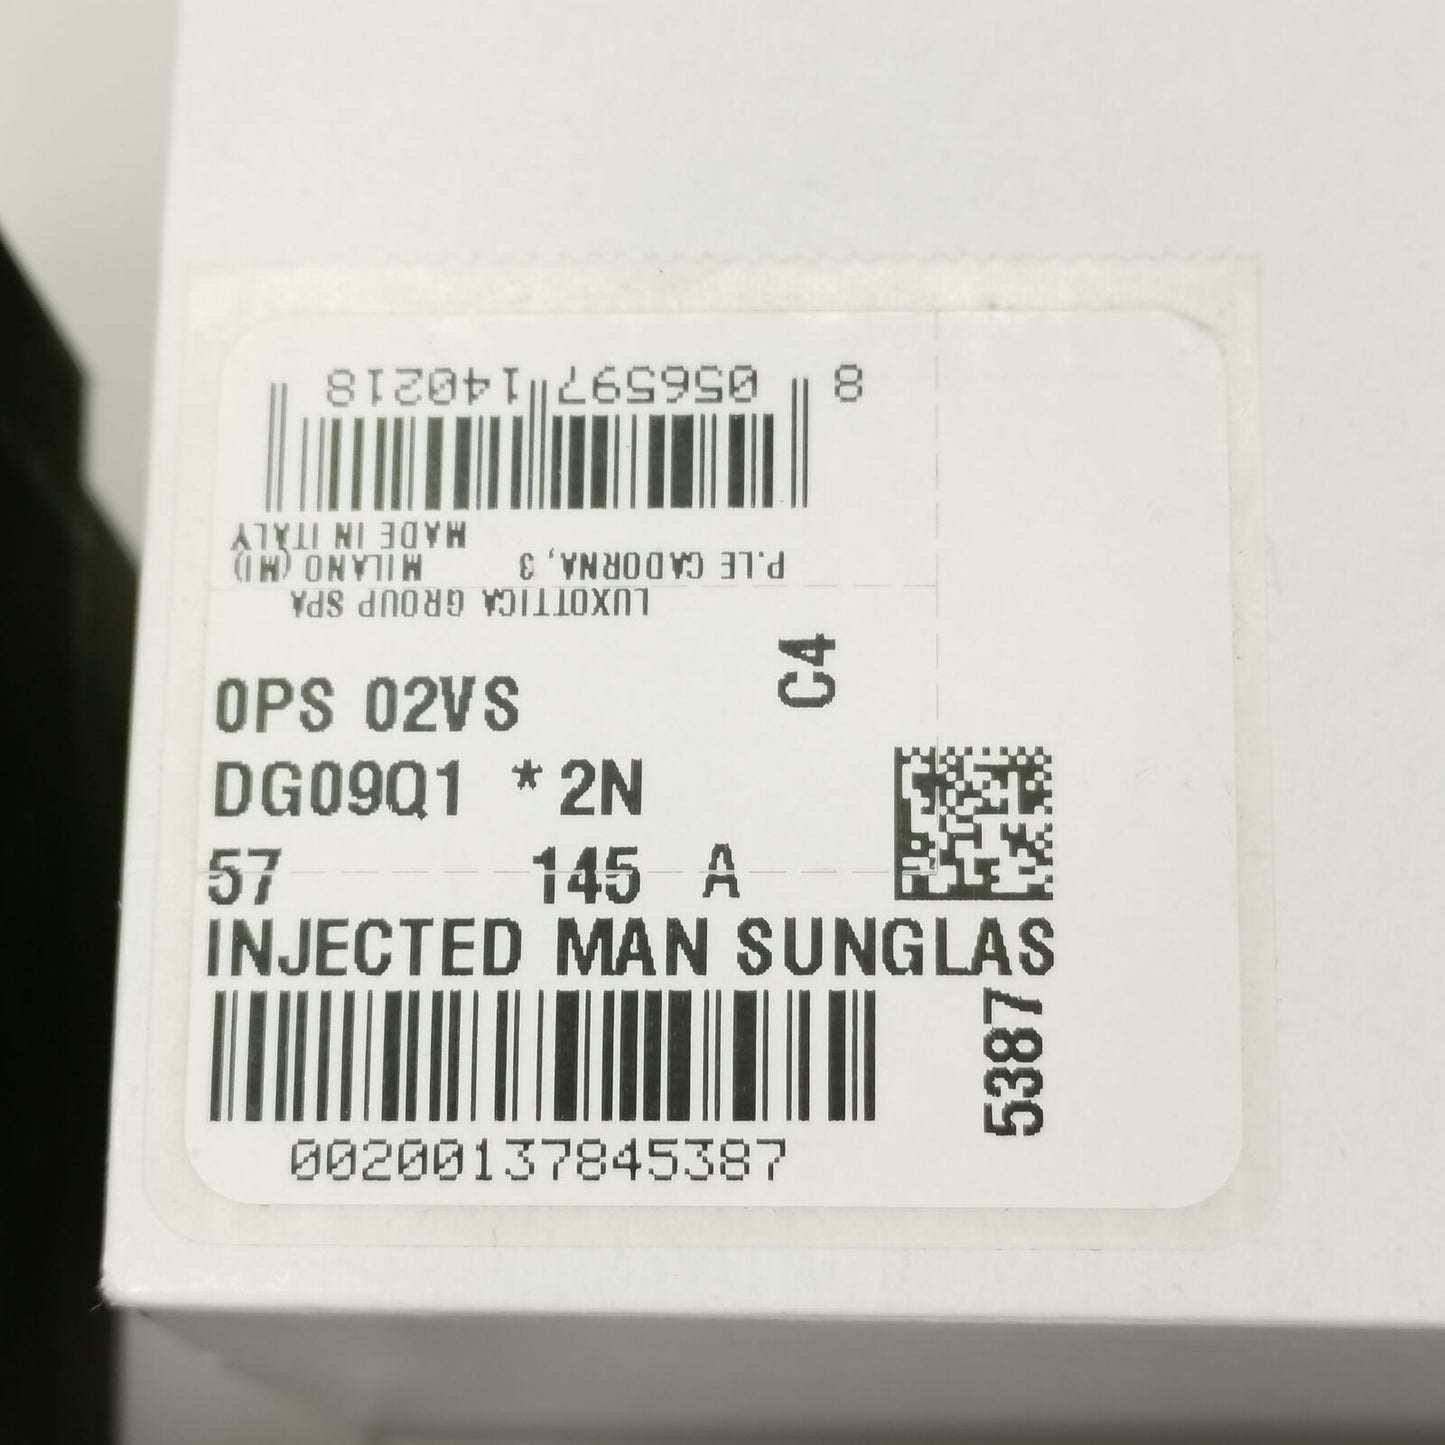 8 056597 140218
MADE IN ITALY
P.LE CADORNA, 3 MILANO (MI)
LUXOTTICA GROUP SPA
C4
0PS 02VS
DG09Q1 *2N
57 145 A
INJECTED MAN SUNGLAS
5387
00200137845387